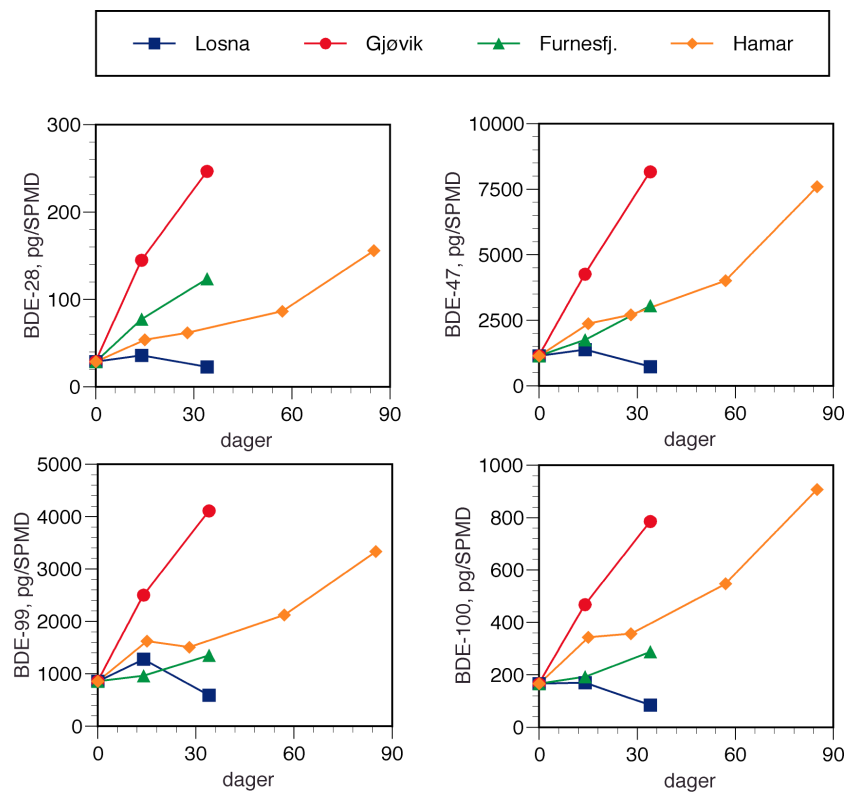 Losna Gjøvik Furnesfj. Hamar
300
200
100
0
BDE-28, pg/SPMD
0 30 60 90
dager
10000
7500
5000
2500
0
BDE-47, pg/SPMD
0 30 60 90
dager
5000
4000
3000
2000
1000
0
BDE-99, pg/SPMD
0 30 60 90
dager
1000
800
600
400
200
0
BDE-100, pg/SPMD
0 30 60 90
dager